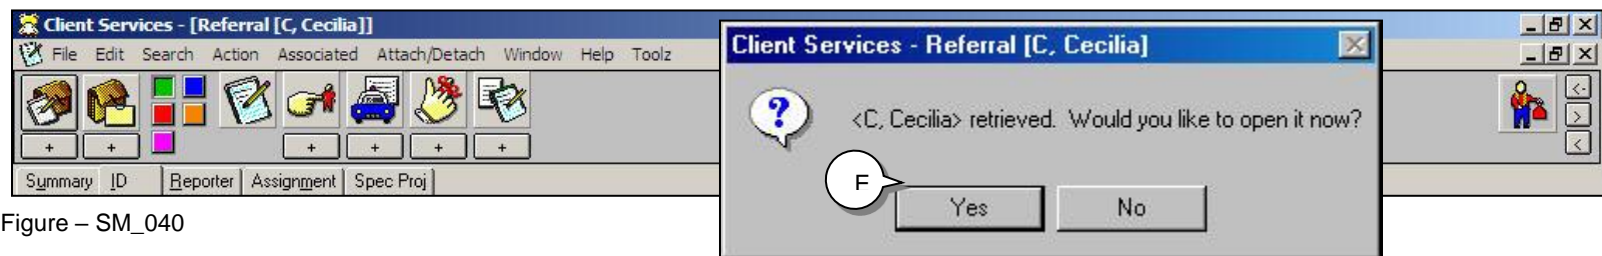 Client Services - [Referral [C, Cecilia]]
File Edit Search Action Associated Attach/Detach Window Help Toolz
+ + + + + +
Summary ID Reporter Assignment Spec Proj
Client Services - Referral [C, Cecilia]
<C, Cecilia> retrieved. Would you like to open it now?
F
Yes No
Figure – SM_040